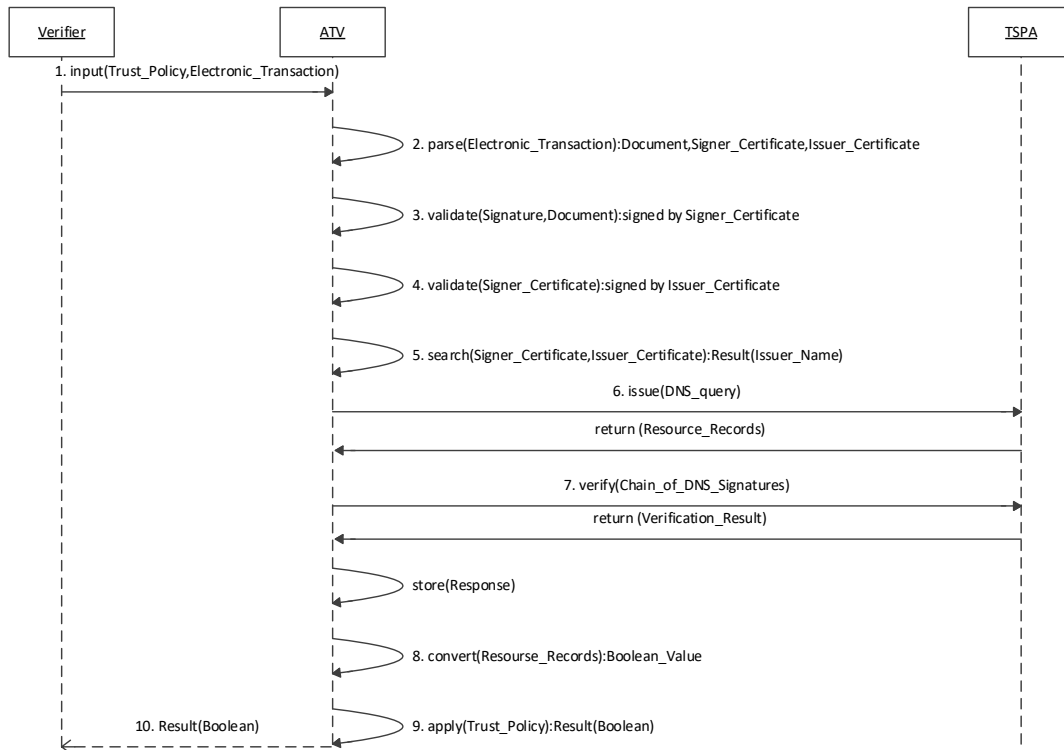 Verifier
ATV
TSPA
1. input(Trust_Policy,Electronic_Transaction)
2. parse(Electronic_Transaction):Document,Signer_Certificate,Issuer_Certificate
3. validate(Signature,Document):signed by Signer_Certificate
4. validate(Signer_Certificate):signed by Issuer_Certificate
5. search(Signer_Certificate,Issuer_Certificate):Result(Issuer_Name)
6. issue(DNS_query)
return (Resource_Records)
7. verify(Chain_of_DNS_Signatures)
return (Verification_Result)
store(Response)
8. convert(Resourse_Records):Boolean_Value
10. Result(Boolean)
9. apply(Trust_Policy):Result(Boolean)